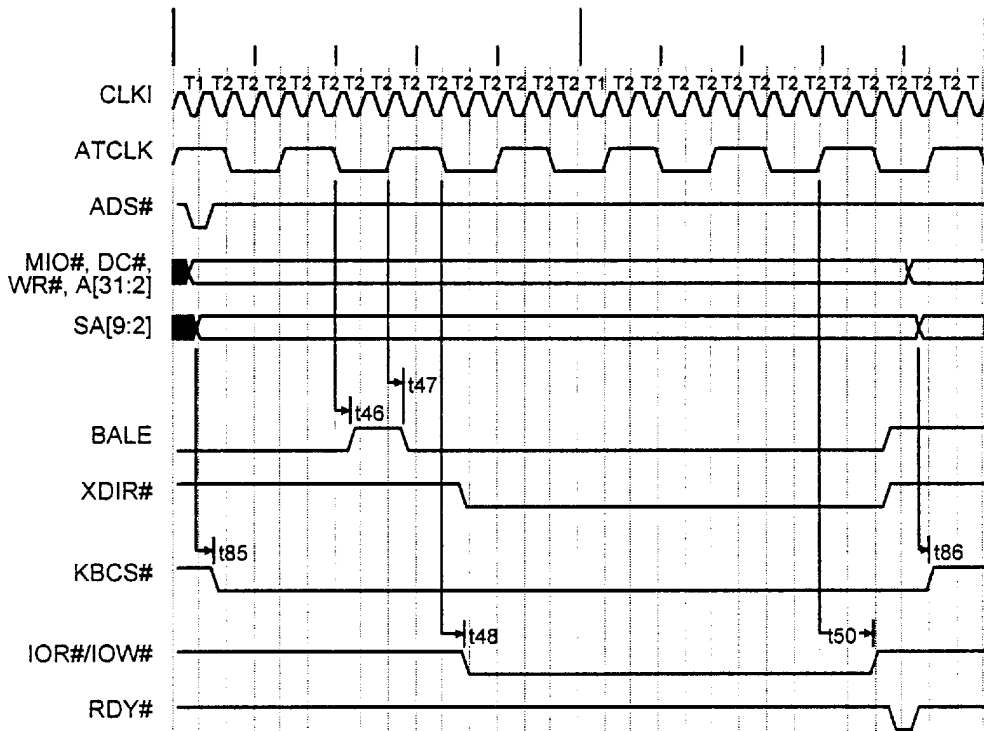 T1 T2 T2 T2 T2 T2 T2 T2 T2 T2 T2 T2 T2 T2 T2 T1 T2 T2 T2 T2 T2 T2 T2 T2 T2 T2 T2 T2 T2 T
CLKI
ATCLK
ADS#
MIO#, DC#,
WR#, A[31:2]
SA[9:2]
t47
t46
BALE
XDIR#
t85
t86
KBCS#
t48
t50
IOR#/IOW#
RDY#